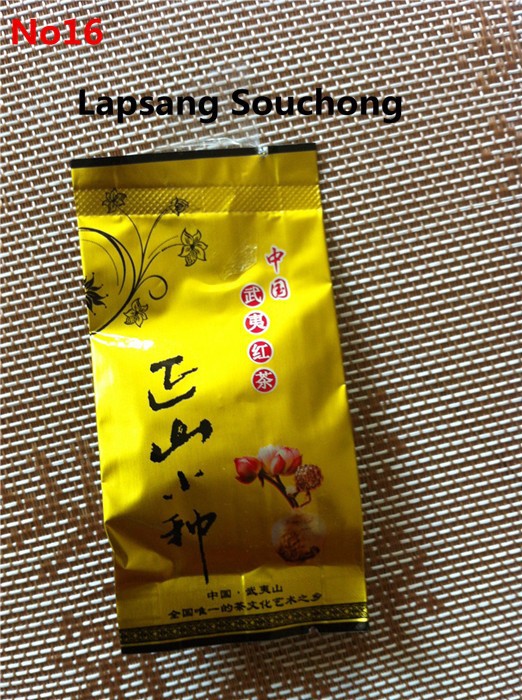 No16
Lapsang Souchong
中国
武夷红茶
正山小种
中国·武夷山
全国唯一的茶文化艺术之乡